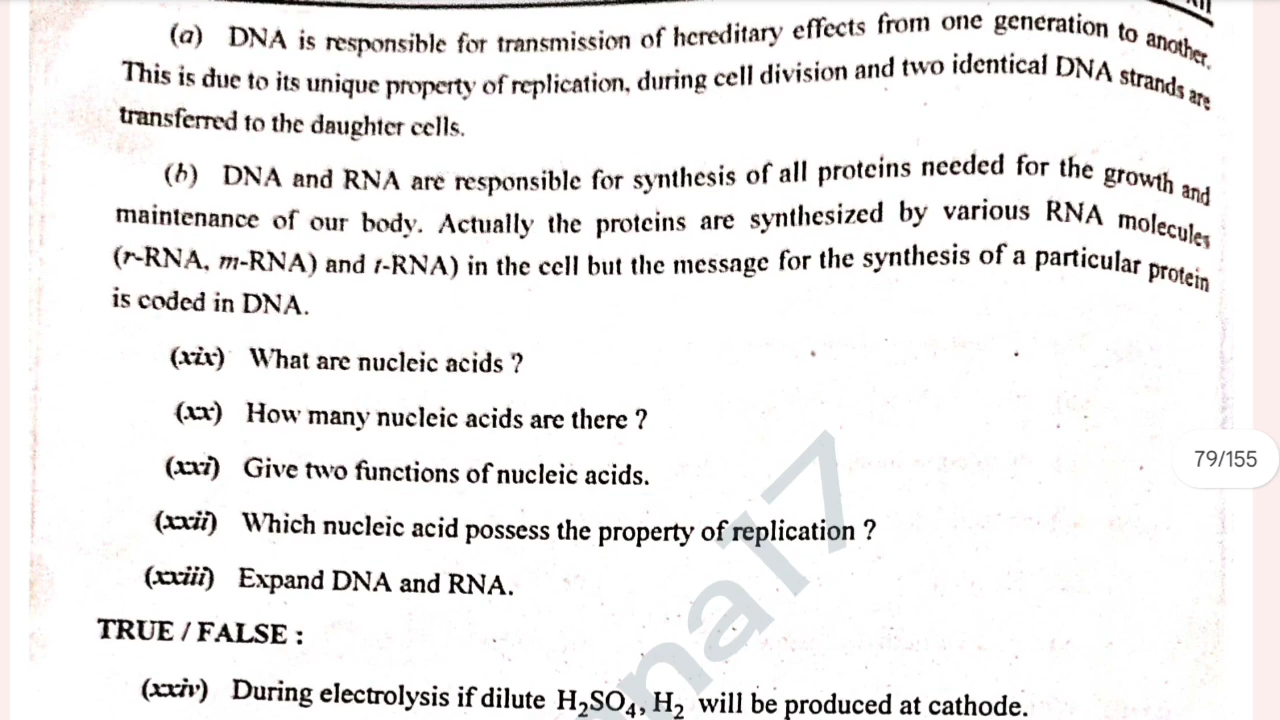 (a) DNA is responsible for transmission of hereditary effects from one generation to another.
This is due to its unique property of replication, during cell division and two identical DNA strands are
transferred to the daughter cells.
(b) DNA and RNA are responsible for synthesis of all proteins needed for the growth and
maintenance of our body. Actually the proteins are synthesized by various RNA molecules
(r-RNA, m-RNA) and t-RNA) in the cell but the message for the synthesis of a particular protein
is coded in DNA.
(xix) What are nucleic acids ?
(xx) How many nucleic acids are there ?
(xxi) Give two functions of nucleic acids.
(xxii) Which nucleic acid possess the property of replication ?
79/155
(xxiii) Expand DNA and RNA.
TRUE / FALSE :
(xxiv) During electrolysis if dilute H₂SO₄, H₂ will be produced at cathode.